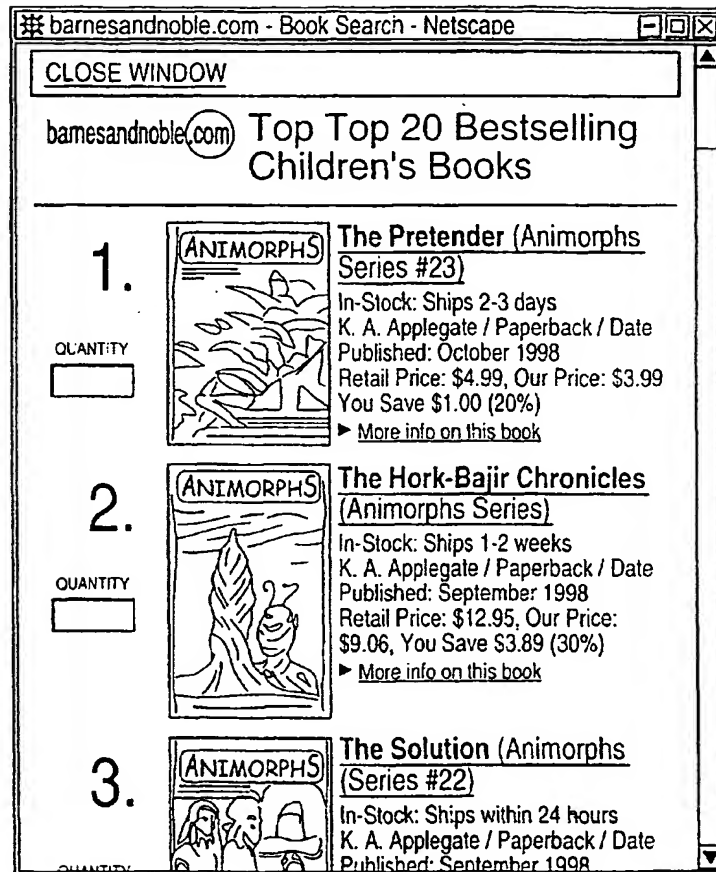 barnesandnoble.com - Book Search - Netscape
CLOSE WINDOW
barnesandnoble.com
Top Top 20 Bestselling
Children's Books
1.
QUANTITY
ANIMORPHS
The Pretender (Animorphs
Series #23)
In-Stock: Ships 2-3 days
K. A. Applegate / Paperback / Date
Published: October 1998
Retail Price: $4.99, Our Price: $3.99
You Save $1.00 (20%)
► More info on this book
2.
QUANTITY
ANIMORPHS
The Hork-Bajir Chronicles
(Animorphs Series)
In-Stock: Ships 1-2 weeks
K. A. Applegate / Paperback / Date
Published: September 1998
Retail Price: $12.95, Our Price:
$9.06, You Save $3.89 (30%)
► More info on this book
3.
QUANTITY
ANIMORPHS
The Solution (Animorphs
(Series #22)
In-Stock: Ships within 24 hours
K. A. Applegate / Paperback / Date
Published: September 1998